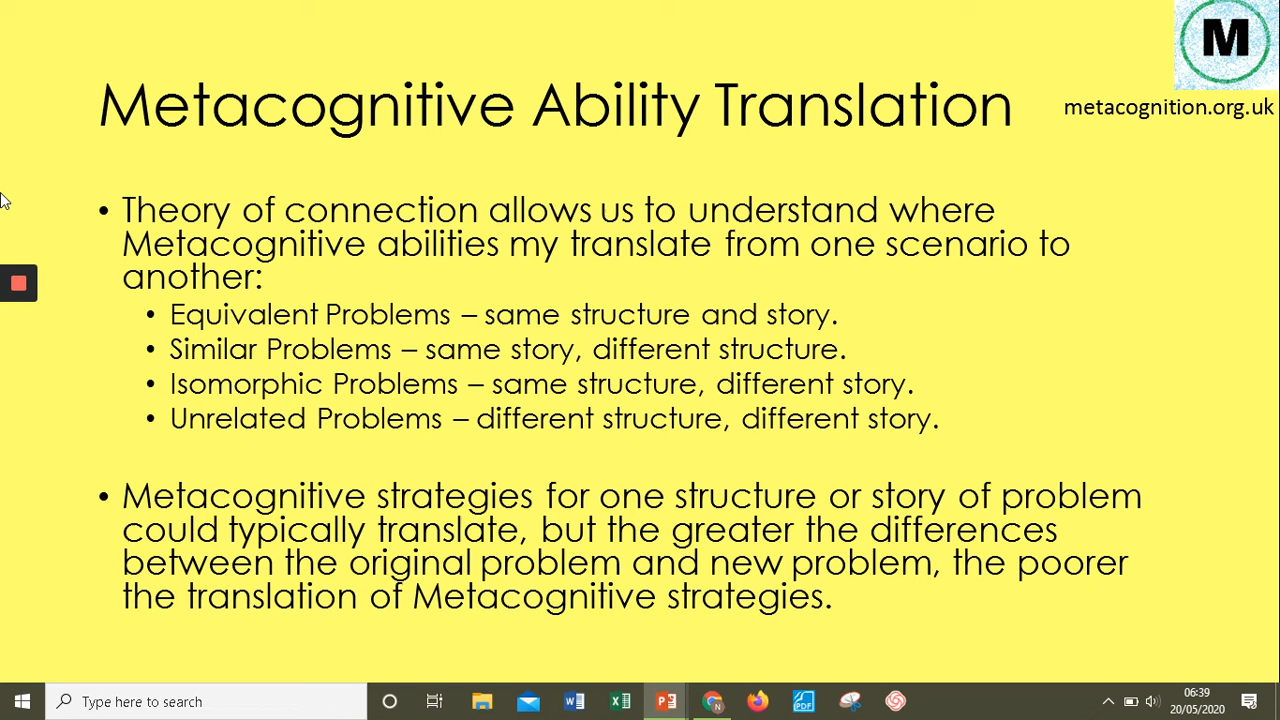 M
metacognition.org.uk
Metacognitive Ability Translation
• Theory of connection allows us to understand where
Metacognitive abilities my translate from one scenario to
another:
• Equivalent Problems – same structure and story.
• Similar Problems – same story, different structure.
• Isomorphic Problems – same structure, different story.
• Unrelated Problems – different structure, different story.
• Metacognitive strategies for one structure or story of problem
could typically translate, but the greater the differences
between the original problem and new problem, the poorer
the translation of Metacognitive strategies.
Type here to search
06:39
20/05/2020